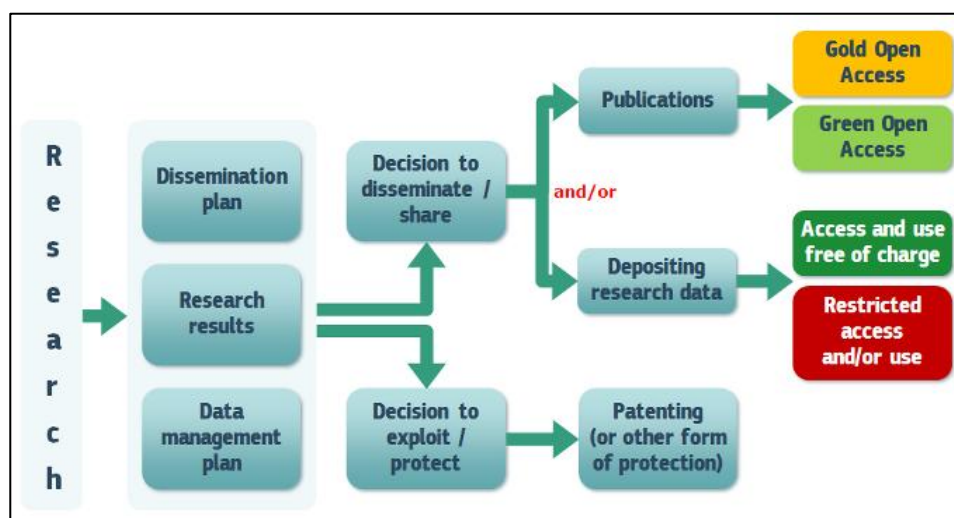 Research
Dissemination
plan
Research
results
Data
management
plan
Decision to
disseminate /
share
Decision to
exploit /
protect
and/or
Publications
Depositing
research data
Patenting
(or other form
of protection)
Gold Open
Access
Green Open
Access
Access and use
free of charge
Restricted
access
and/or use